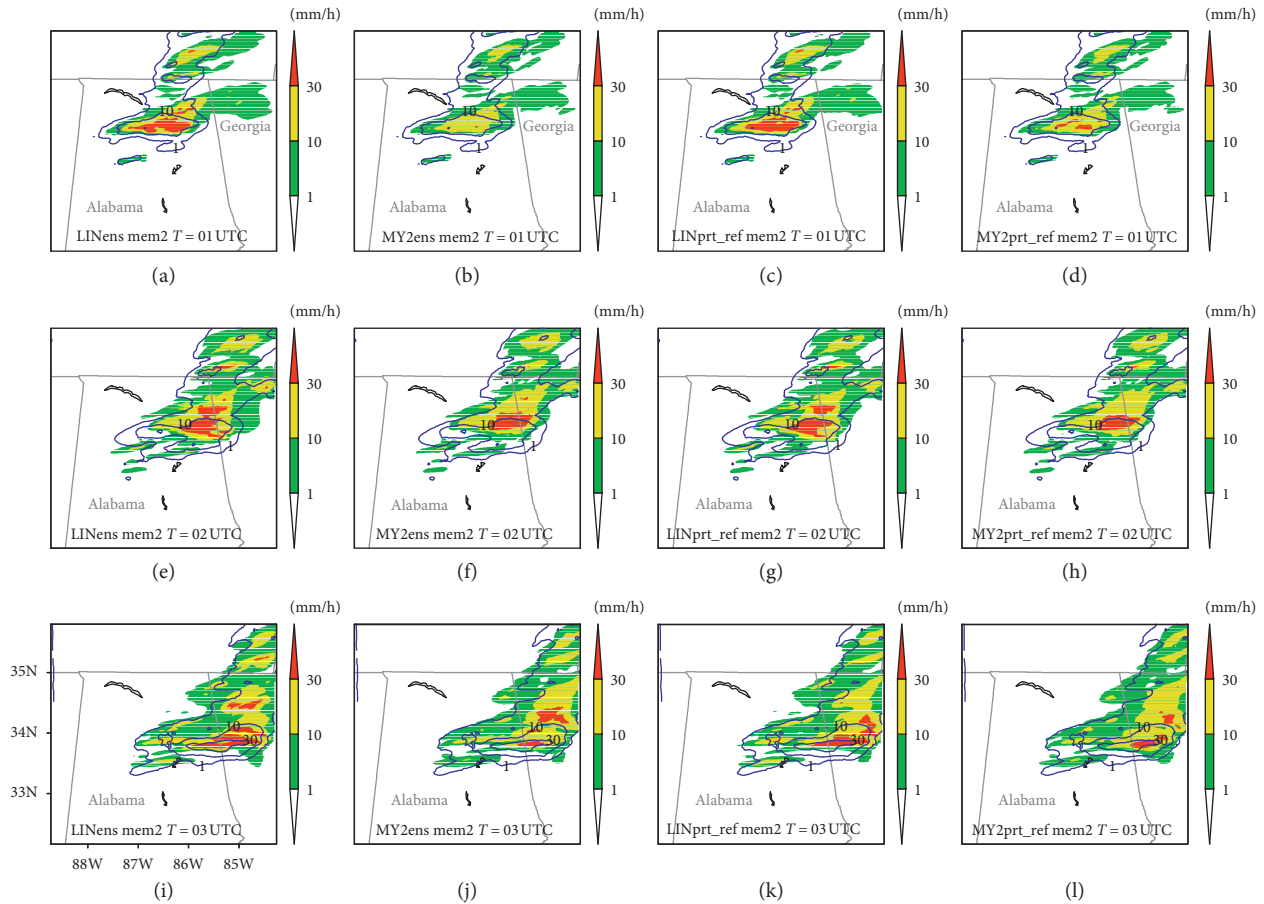 (mm/h) (mm/h) (mm/h) (mm/h)
30 30 30 30
10 10 10 10
Georgia Georgia Georgia Georgia
10 10 10 10
1 1 1 1
1 1 1 1
Alabama Alabama Alabama Alabama
LINens mem2 T = 01 UTC MY2ens mem2 T = 01 UTC LINprt_ref mem2 T = 01 UTC MY2prt_ref mem2 T = 01 UTC
(a) (b) (c) (d)
(mm/h) (mm/h) (mm/h) (mm/h)
30 30 30 30
10 10 10 10
10 10 10 10
1 1 1 1
1 1 1 1
Alabama Alabama Alabama Alabama
LINens mem2 T = 02 UTC MY2ens mem2 T = 02 UTC LINprt_ref mem2 T = 02 UTC MY2prt_ref mem2 T = 02 UTC
(e) (f) (g) (h)
(mm/h) (mm/h) (mm/h) (mm/h)
35N
30 30 30 30
10 10 10 10
34N 10 10 10 10
30 30 30 30
1 1 1 1
33N 1 1 1 1
Alabama Alabama Alabama Alabama
LINens mem2 T = 03 UTC MY2ens mem2 T = 03 UTC LINprt_ref mem2 T = 03 UTC MY2prt_ref mem2 T = 03 UTC
88W 87W 86W 85W
(i) (j) (k) (l)